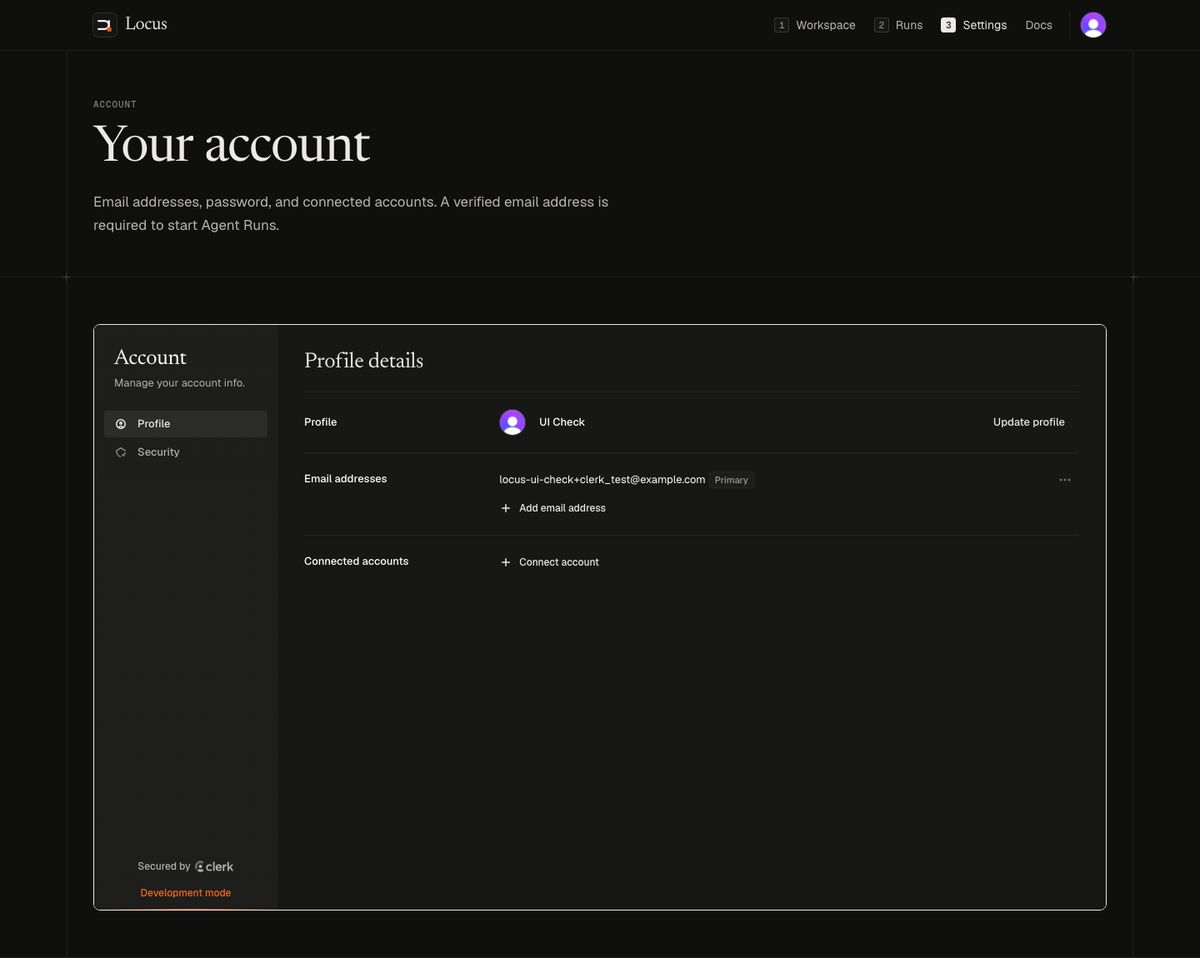 Locus
1 Workspace
2 Runs
3 Settings
Docs
ACCOUNT
Your account
Email addresses, password, and connected accounts. A verified email address is
required to start Agent Runs.
Account
Manage your account info.
Profile
Security
Secured by clerk
Development mode
Profile details
Profile
UI Check
Update profile
Email addresses
locus-ui-check+clerk_test@example.com Primary
Add email address
Connected accounts
Connect account